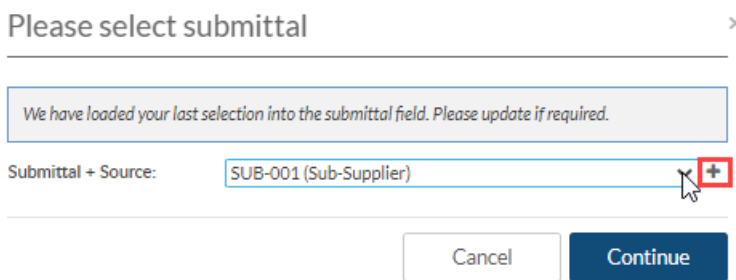 Please select submittal
We have loaded your last selection into the submittal field. Please update if required.
Submittal + Source: SUB-001 (Sub-Supplier)
Cancel Continue